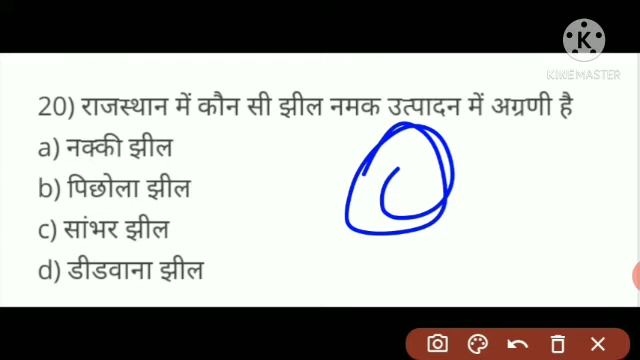 K
KINEMASTER
20) राजस्थान में कौन सी झील नमक उत्पादन में अग्रणी है
a) नक्की झील
b) पिछोला झील
c) सांभर झील
d) डीडवाना झील